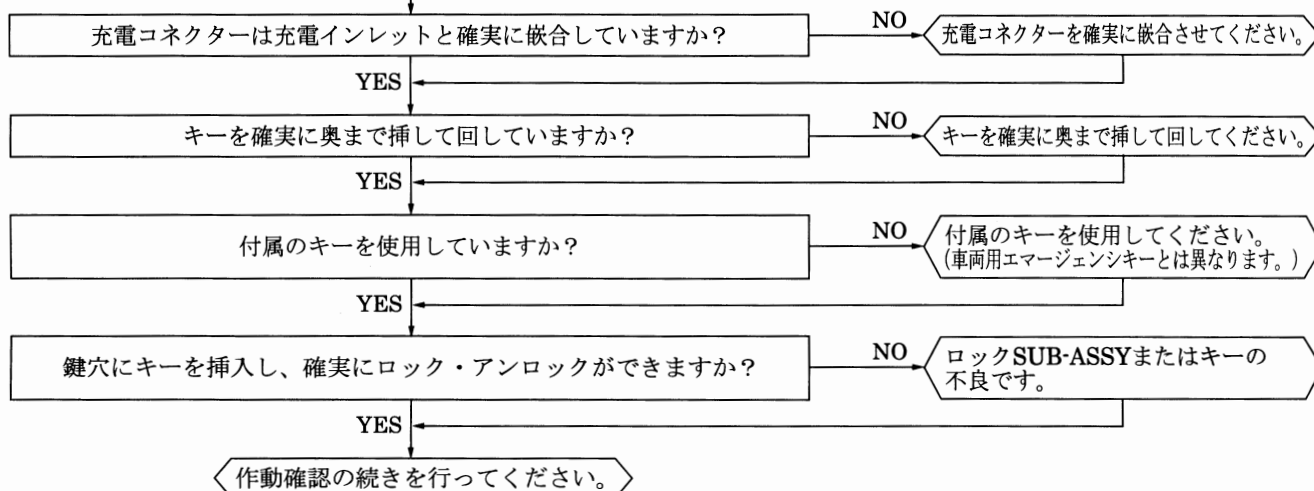 充電コネクターは充電インレットと確実に嵌合していますか？
NO
充電コネクターを確実に嵌合させてください。
YES
キーを確実に奥まで挿して回していますか？
NO
キーを確実に奥まで挿して回してください。
YES
付属のキーを使用していますか？
NO
付属のキーを使用してください。
(車両用エマージェンシキーとは異なります。)
YES
鍵穴にキーを挿入し、確実にロック・アンロックができますか？
NO
ロックSUB-ASSYまたはキーの
不良です。
YES
作動確認の続きを行ってください。